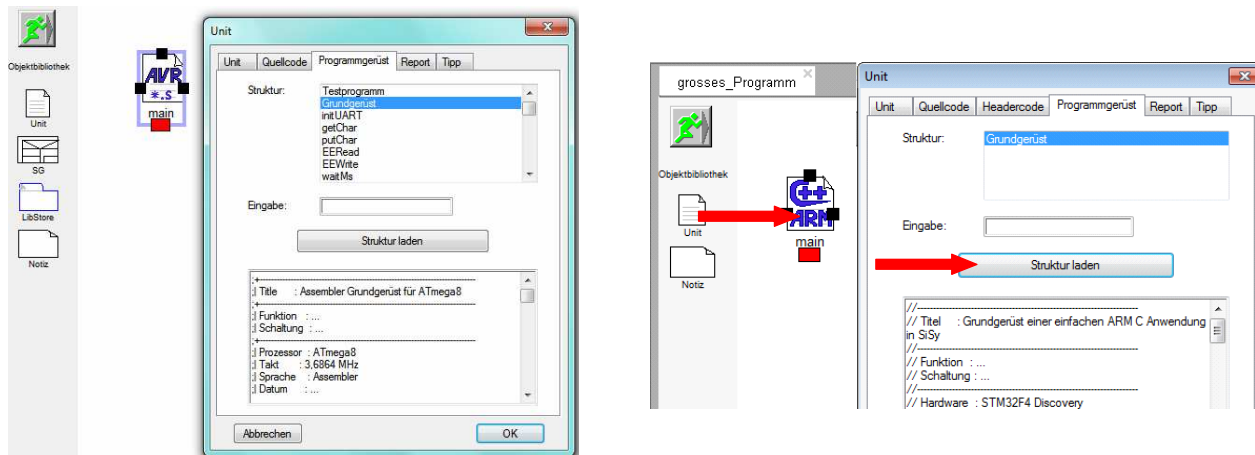 Objektbibliothek
Unit
SG
LibStore
Notiz
AVR
*.S
main
Unit
Unit Quellcode Programmgerüst Report Tipp
Struktur:
Testprogramm
Grundgerüst
initUART
getChar
putChar
EERead
EEWrite
waitMs
Eingabe:
Struktur laden
;+----------------------------------------------------------------------
;| Title : Assembler Grundgerüst für ATmega8
;+----------------------------------------------------------------------
;| Funktion : ...
;| Schaltung : ...
;+----------------------------------------------------------------------
;| Prozessor : ATmega8
;| Takt : 3,6864 MHz
;| Sprache : Assembler
;| Datum : ...
Abbrechen OK
grosses_Programm
Objektbibliothek
Unit
Notiz
C++
ARM
main
Unit
Unit Quellcode Headercode Programmgerüst Report Tipp
Struktur:
Grundgerüst
Eingabe:
Struktur laden
//----------------------------------------------------------------------
// Titel : Grundgerüst einer einfachen ARM C Anwendung
in SiSy
//----------------------------------------------------------------------
// Funktion : ...
// Schaltung : ...
//----------------------------------------------------------------------
// Hardware : STM32F4 Discovery